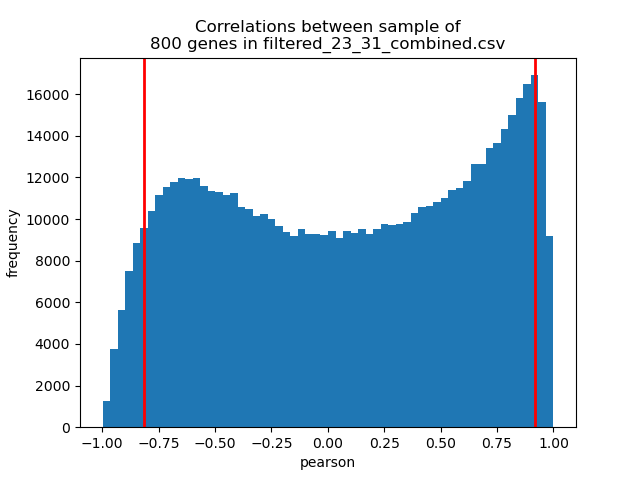 Correlations between sample of
800 genes in filtered_23_31_combined.csv
16000
14000
12000
10000
8000
6000
4000
2000
0
frequency
−1.00 −0.75 −0.50 −0.25 0.00 0.25 0.50 0.75 1.00
pearson